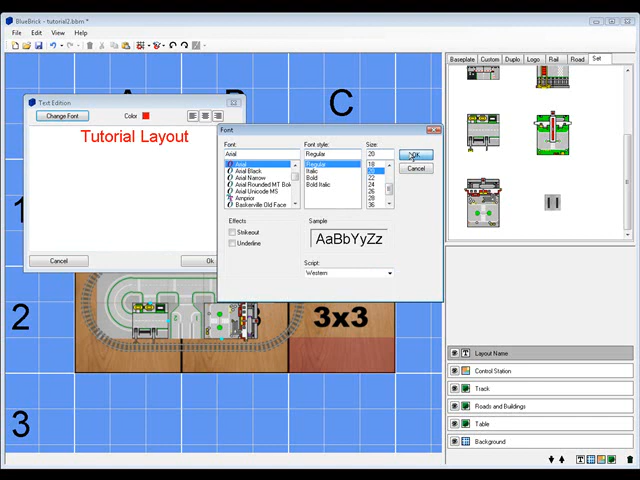 BlueBrick - tutorial2.bbm *
File Edit View Help
Baseplate Custom Duplo Logo Rail Road Set
A C
Text Edition
Change Font Color
Tutorial Layout
Cancel Ok
Font
Font: Font style: Size:
Arial Regular 20
OK
Cancel
Arial
Arial Black
Arial Narrow
Arial Rounded MT Bol
Arial Unicode MS
Amprior
Baskerville Old Face
Regular
Italic
Bold
Bold Italic
18
20
22
24
26
28
36
Effects
Strikeout
Underline
Sample
AaBbYyZz
Script:
Western
1
2
3
3x3
Layout Name
Control Station
Track
Roads and Buildings
Table
Background